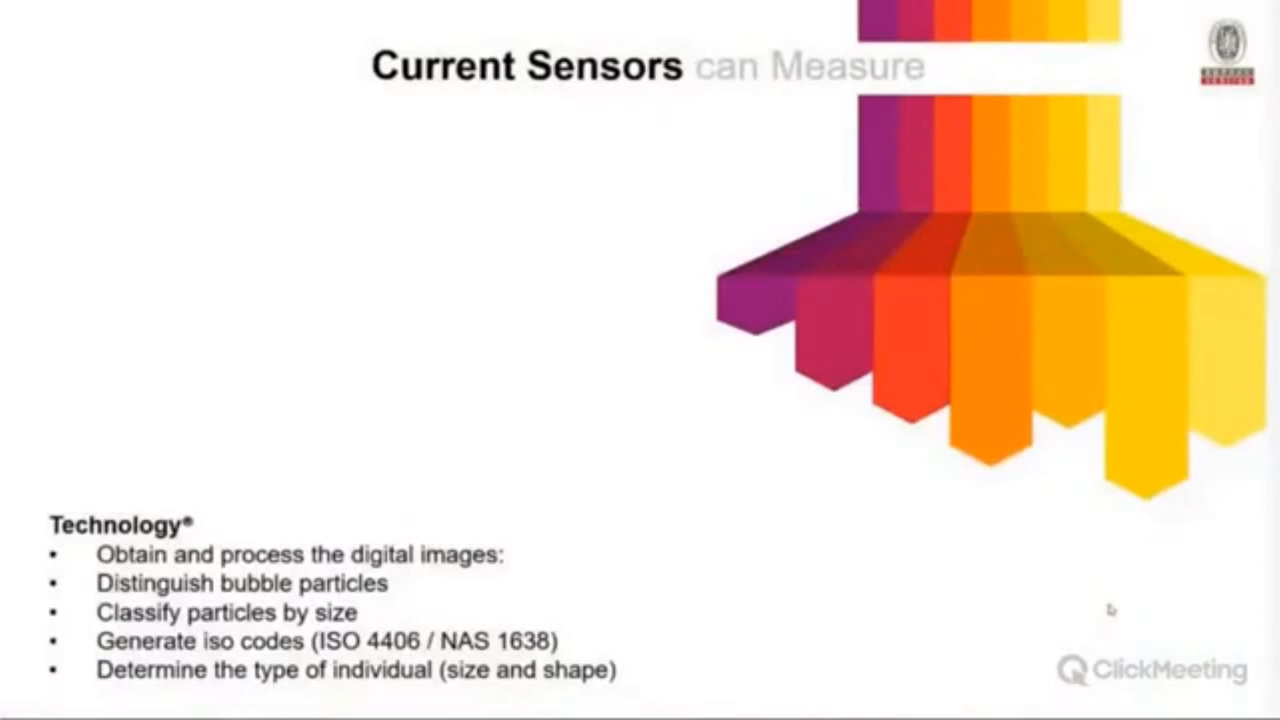 Current Sensors can Measure
Technology®
• Obtain and process the digital images:
• Distinguish bubble particles
• Classify particles by size
• Generate iso codes (ISO 4406 / NAS 1638)
• Determine the type of individual (size and shape)
ClickMeeting